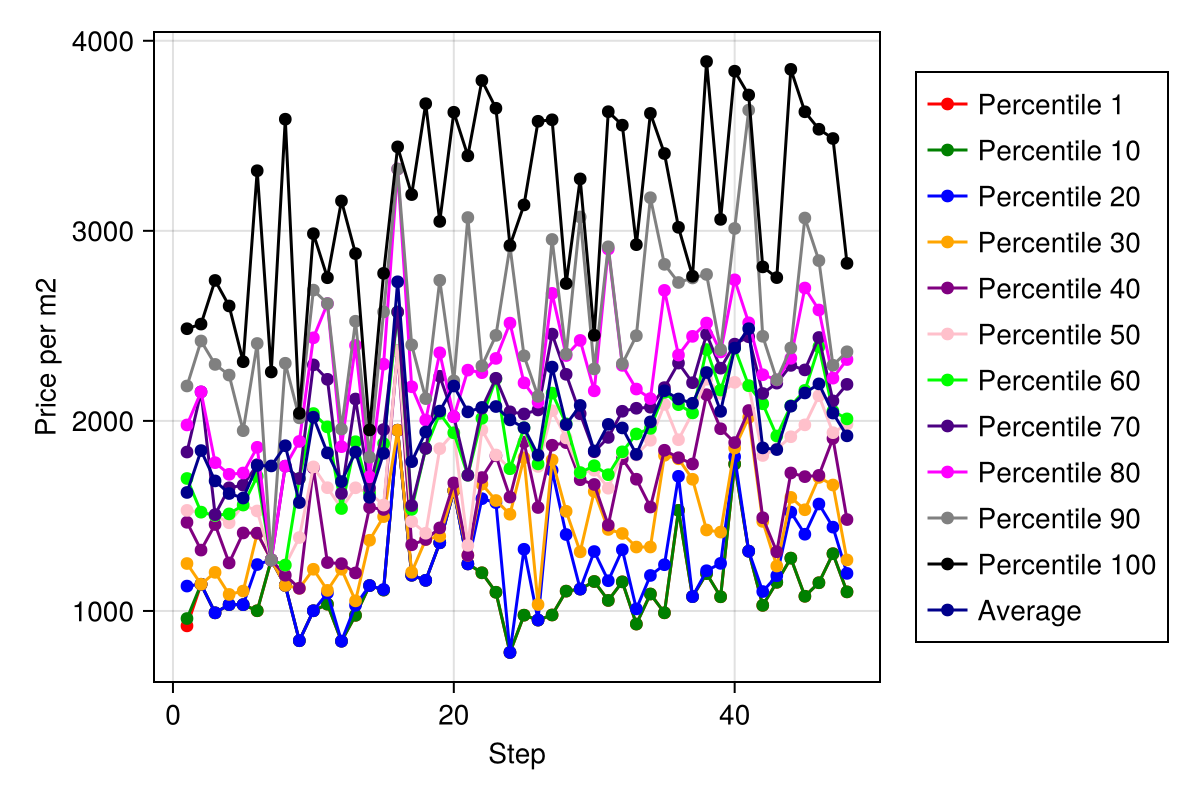 4000
3000
2000
1000
Price per m2
0
20
40
Step
Percentile 1
Percentile 10
Percentile 20
Percentile 30
Percentile 40
Percentile 50
Percentile 60
Percentile 70
Percentile 80
Percentile 90
Percentile 100
Average